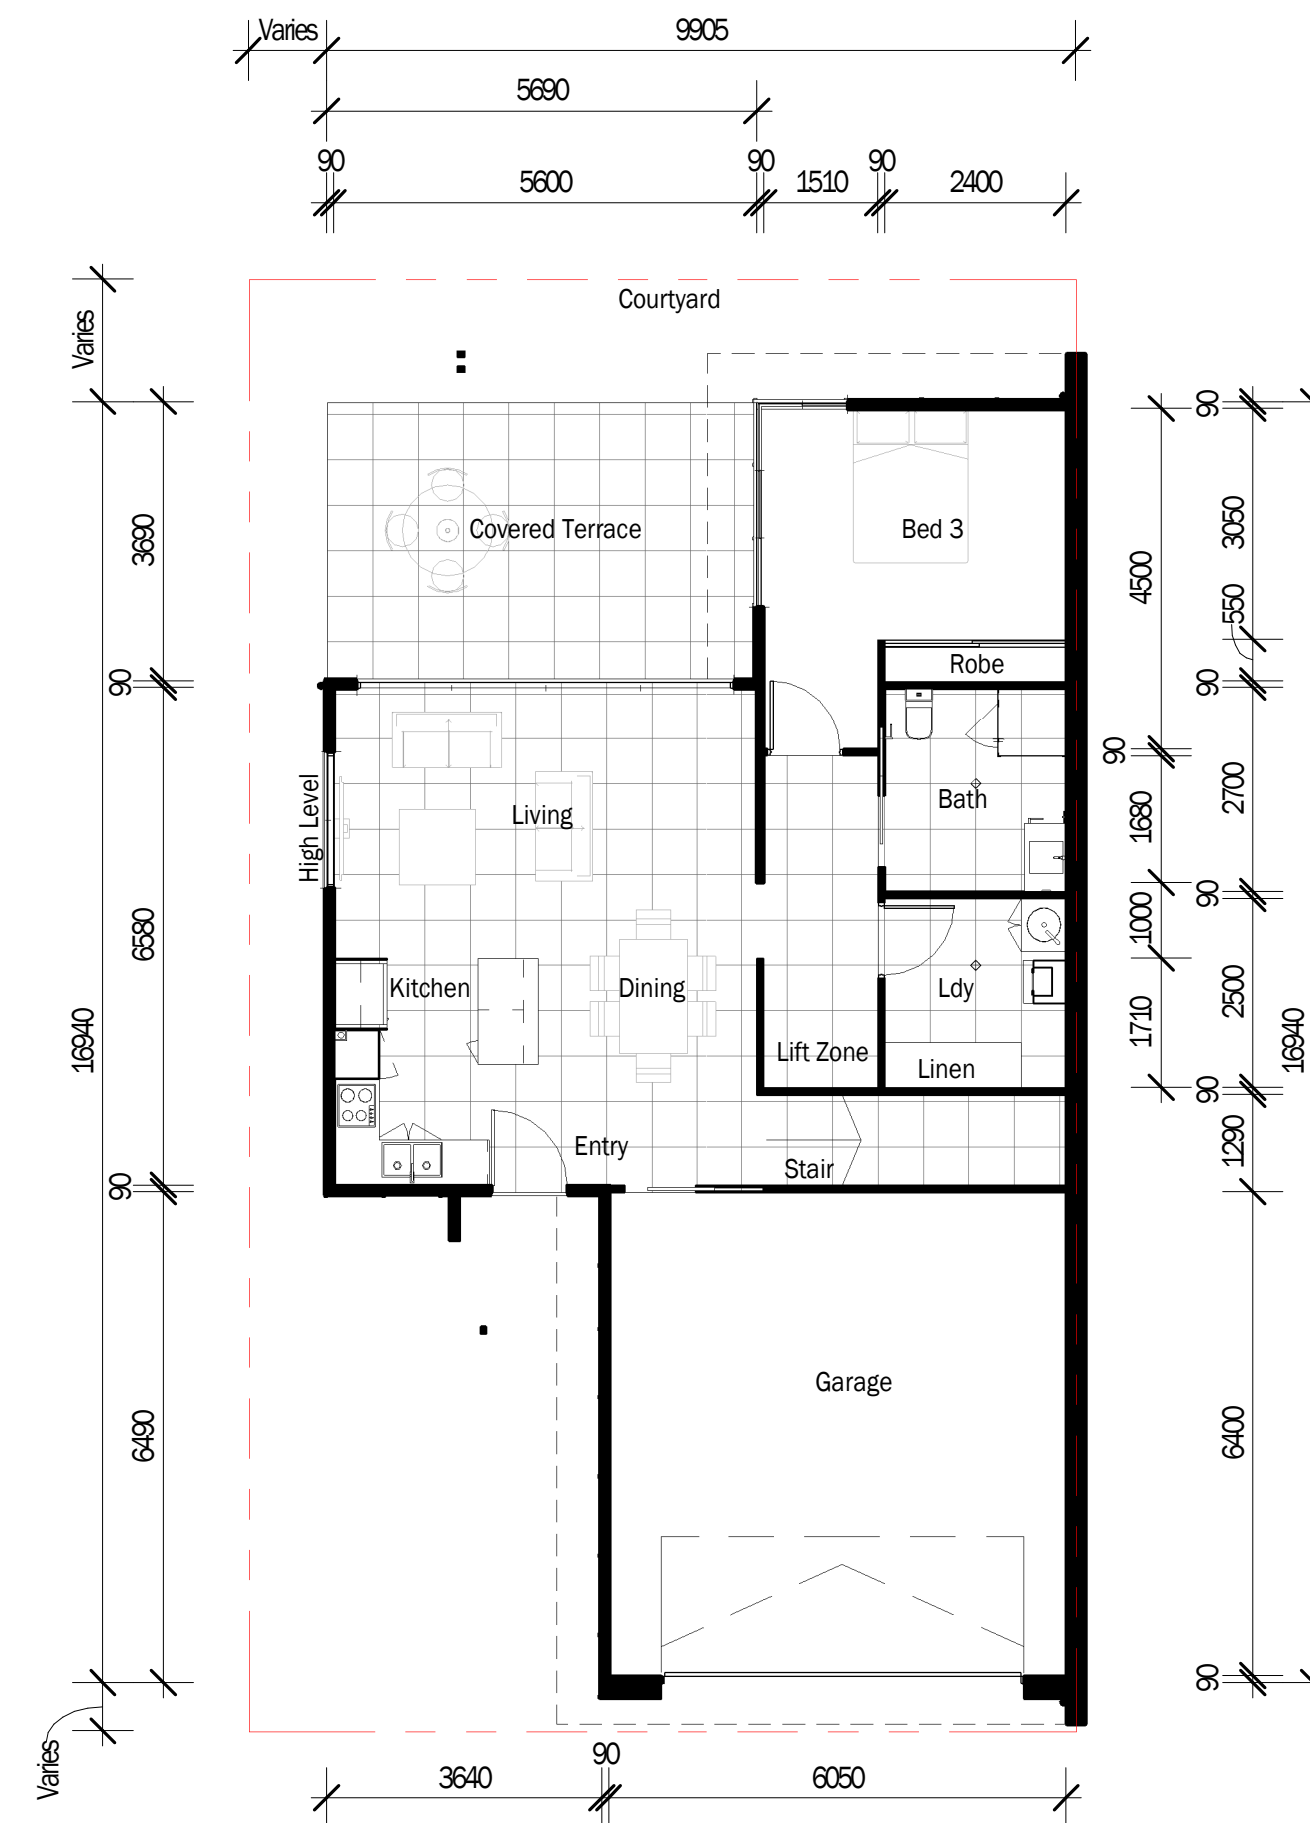 Varies
9905
5690
90
90
90
5600
1510
2400
Courtyard
Varies
90
3690
Covered Terrace
Bed 3
3050
4500
550
Robe
90
90
90
High Level
Living
Bath
2700
1680
90
6580
1000
Kitchen
Dining
Ldy
2500
16940
1710
16940
Lift Zone
Linen
90
Entry
Stair
1290
90
Garage
6490
6400
90
Varies
90
3640
6050